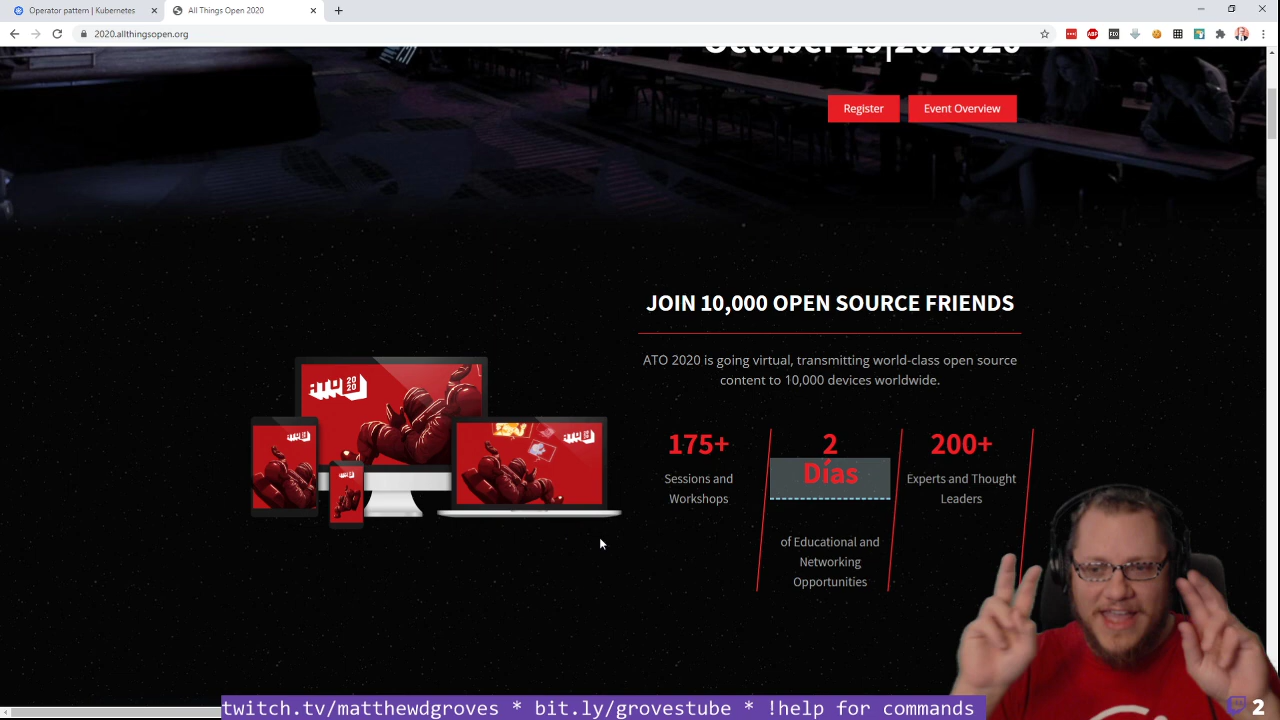 Operator pattern | Kubernetes
All Things Open 2020
2020.allthingsopen.org
October 19|20 2020
Register
Event Overview
JOIN 10,000 OPEN SOURCE FRIENDS
ATO 2020 is going virtual, transmitting world-class open source
content to 10,000 devices worldwide.
175+
Sessions and
Workshops
2
Días
of Educational and
Networking
Opportunities
200+
Experts and Thought
Leaders
twitch.tv/matthewdgroves * bit.ly/grovestube * !help for commands
2